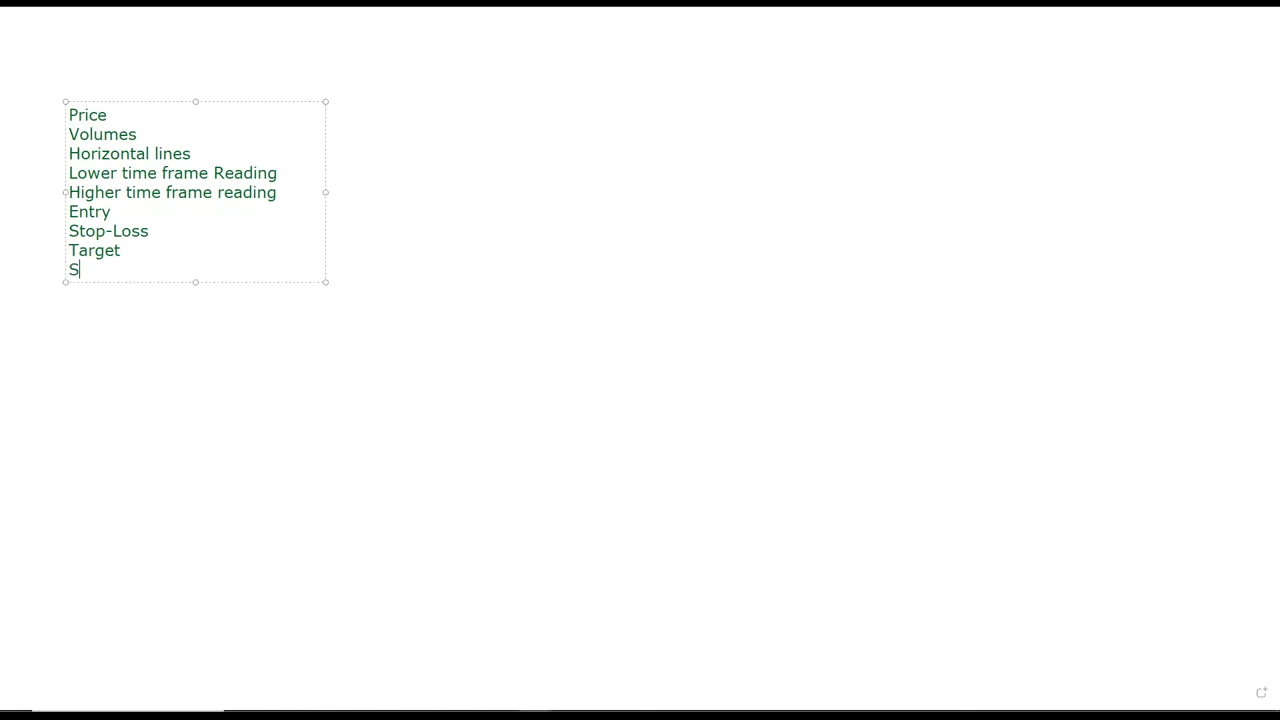 Price
Volumes
Horizontal lines
Lower time frame Reading
Higher time frame reading
Entry
Stop-Loss
Target
S